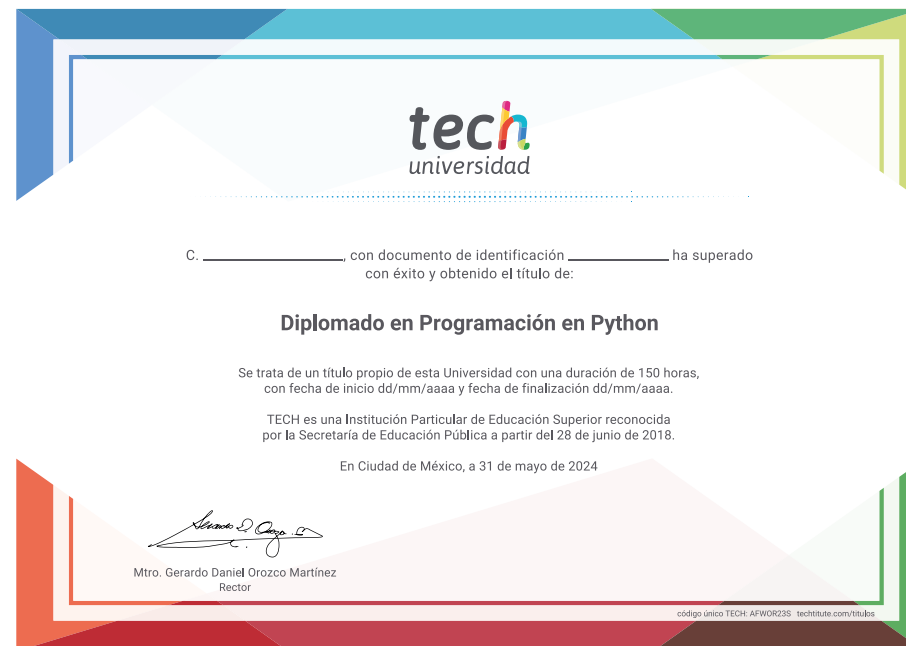 tech
universidad
C. ____________________, con documento de identificación ______________ ha superado
con éxito y obtenido el título de:
Diplomado en Programación en Python
Se trata de un título propio de esta Universidad con una duración de 150 horas,
con fecha de inicio dd/mm/aaaa y fecha de finalización dd/mm/aaaa.
TECH es una Institución Particular de Educación Superior reconocida
por la Secretaría de Educación Pública a partir del 28 de junio de 2018.
En Ciudad de México, a 31 de mayo de 2024
Mtro. Gerardo Daniel Orozco Martínez
Rector
código único TECH: AFWOR23S techtitute.com/titulos